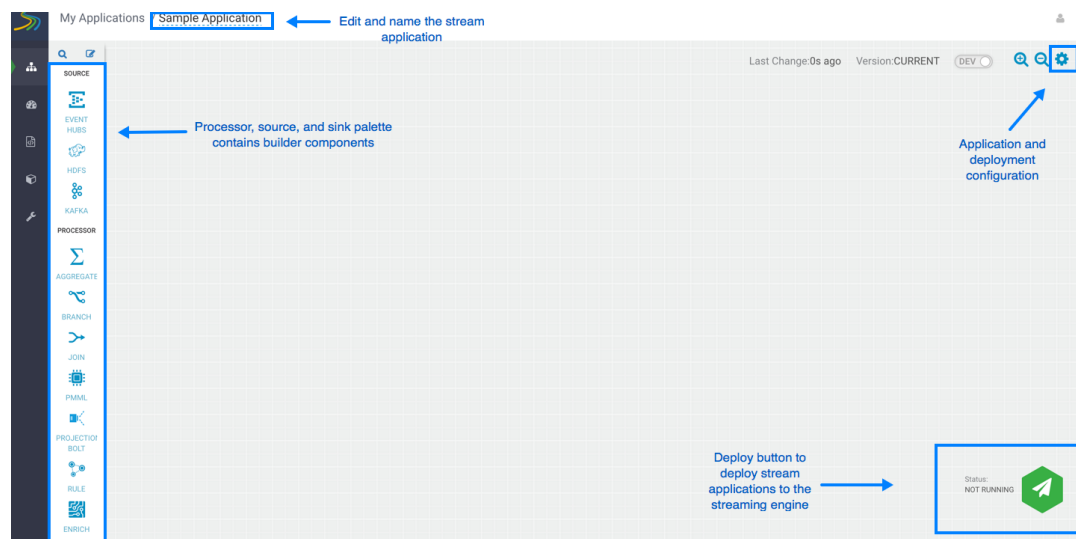 My Applications / Sample Application
Edit and name the stream
application
Last Change:0s ago Version:CURRENT DEV
SOURCE
EVENT
HUBS
HDFS
KAFKA
PROCESSOR
AGGREGATE
BRANCH
JOIN
PMML
PROJECTION
BOLT
RULE
ENRICH
Processor, source, and sink palette
contains builder components
Application and
deployment
configuration
Deploy button to
deploy stream
applications to the
streaming engine
Status:
NOT RUNNING